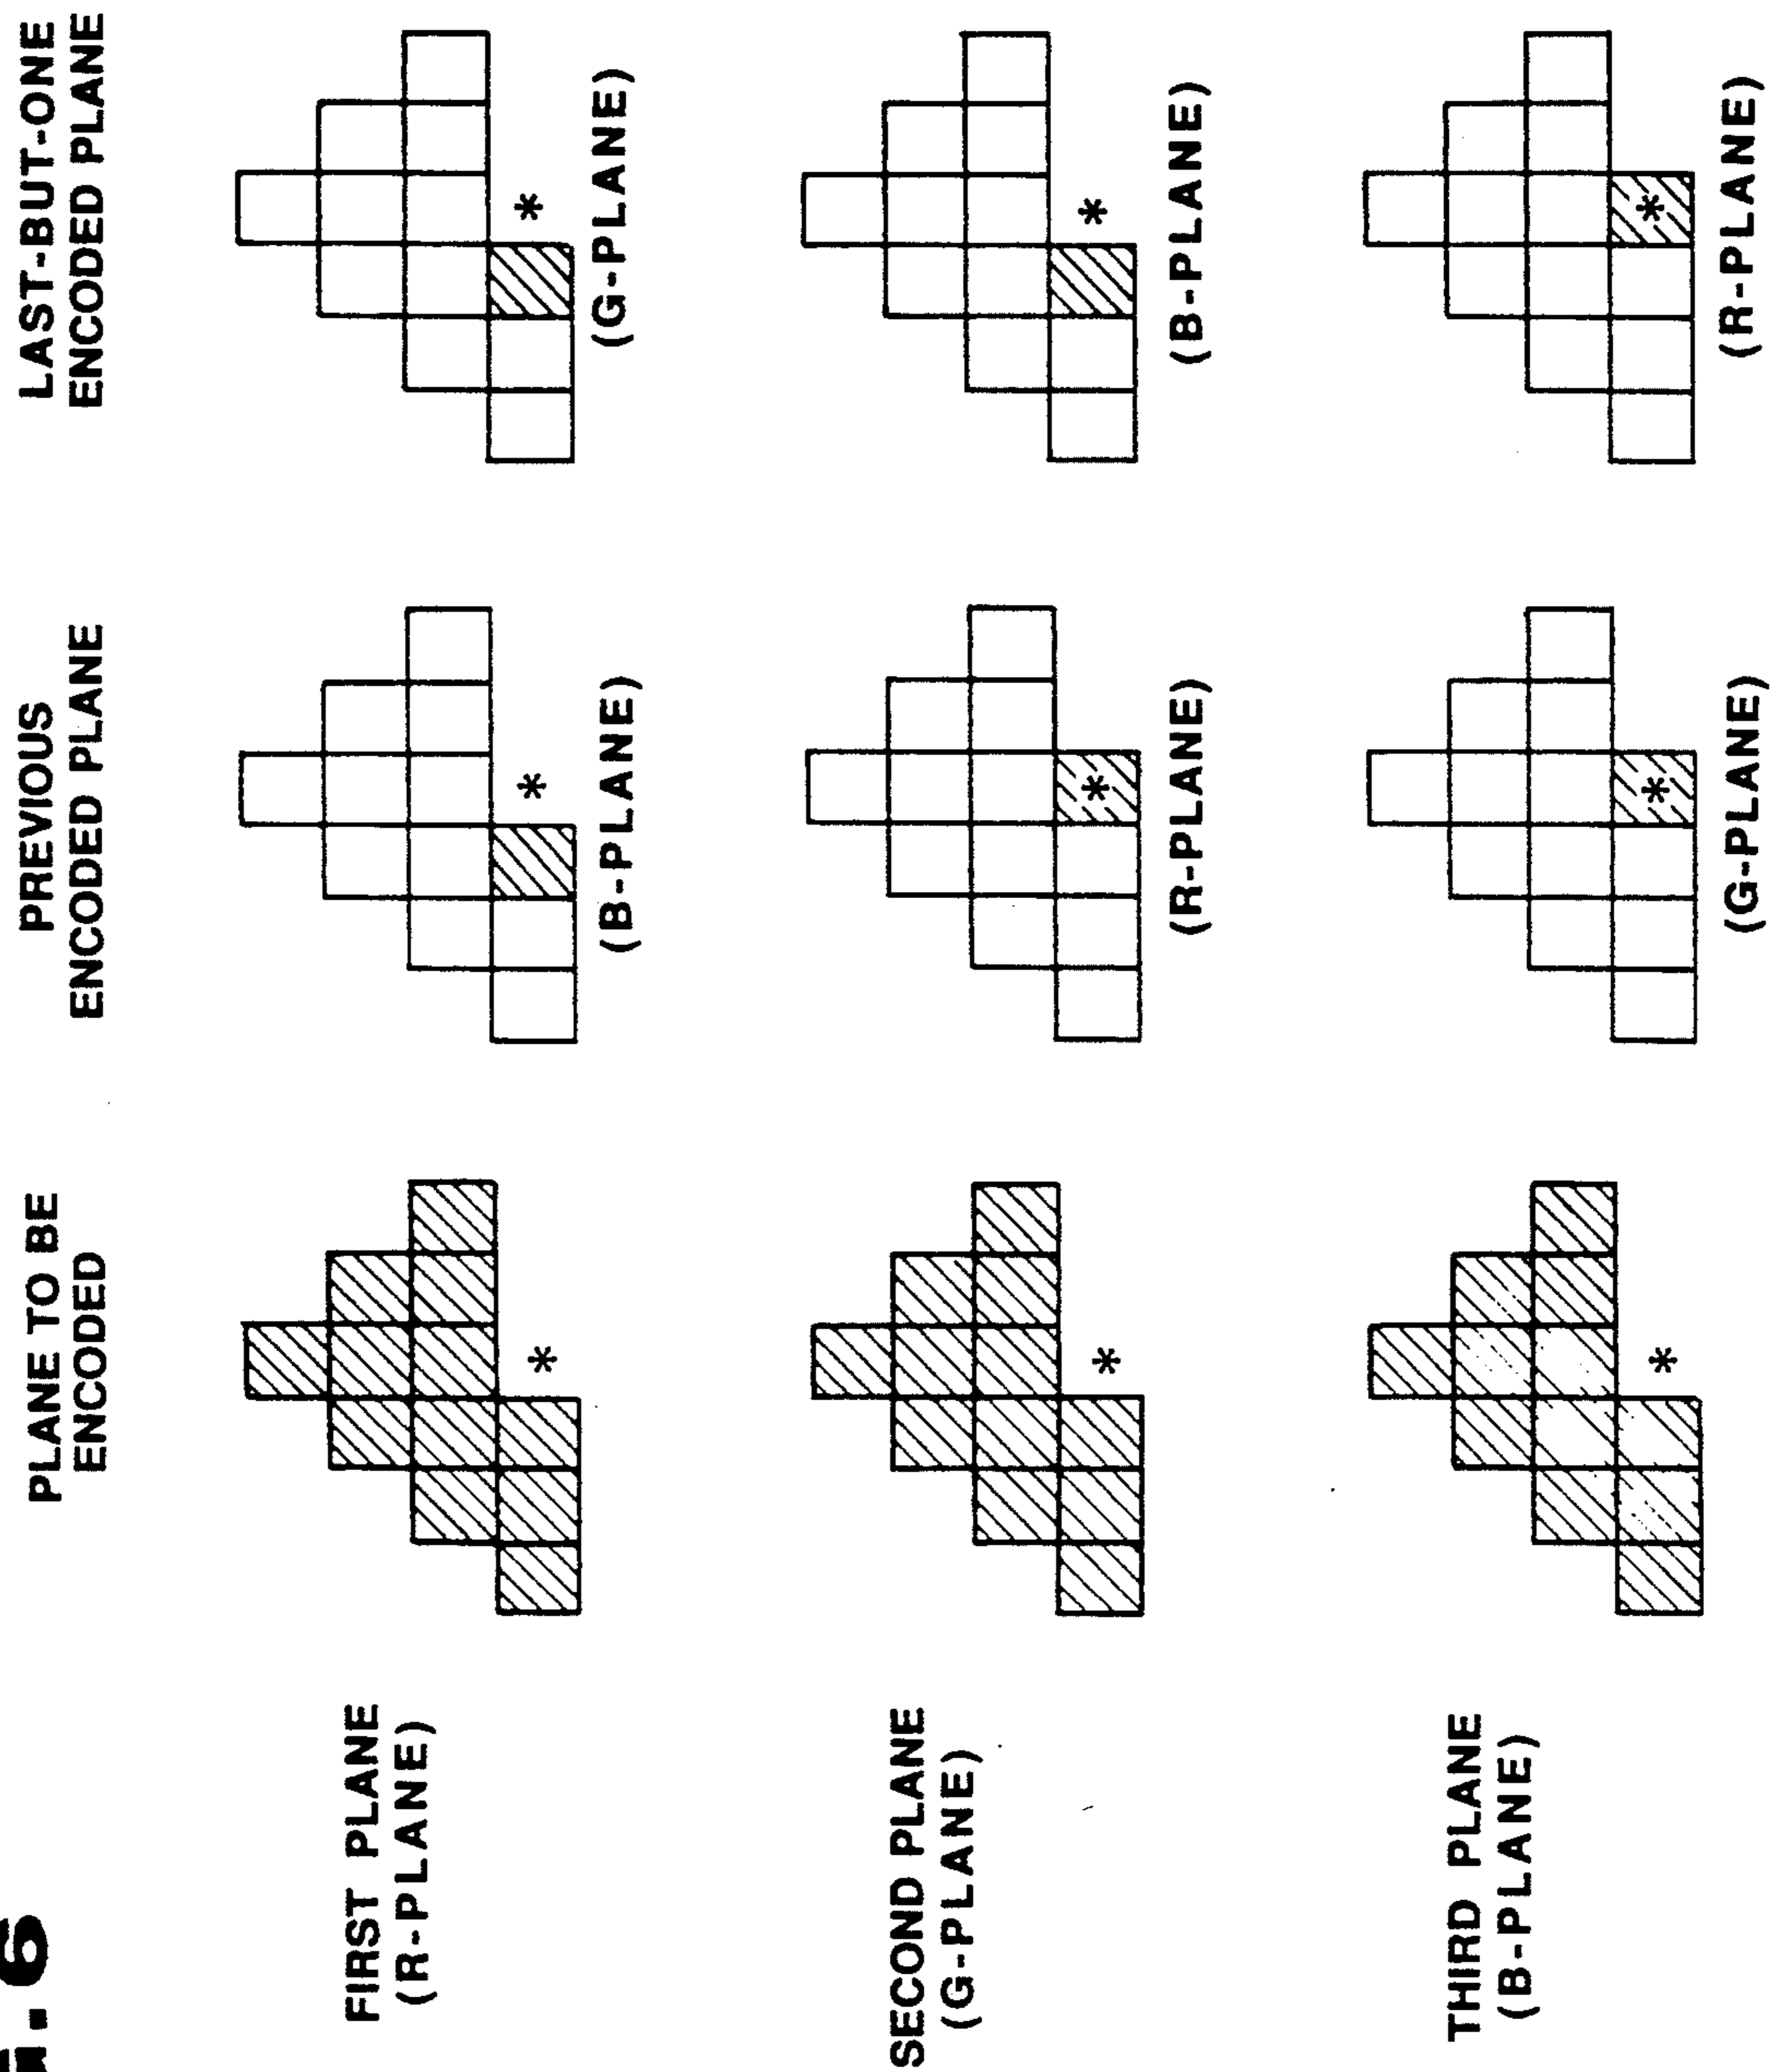 .6
PLANE TO BE
ENCODED
PREVIOUS
ENCODED PLANE
LAST-BUT-ONE
ENCODED PLANE
FIRST PLANE
(R-PLANE)
*
*
(B-PLANE)
*
(G-PLANE)
SECOND PLANE
(G-PLANE)
*
*
(R-PLANE)
*
(B-PLANE)
THIRD PLANE
(B-PLANE)
*
*
(G-PLANE)
*
(R-PLANE)